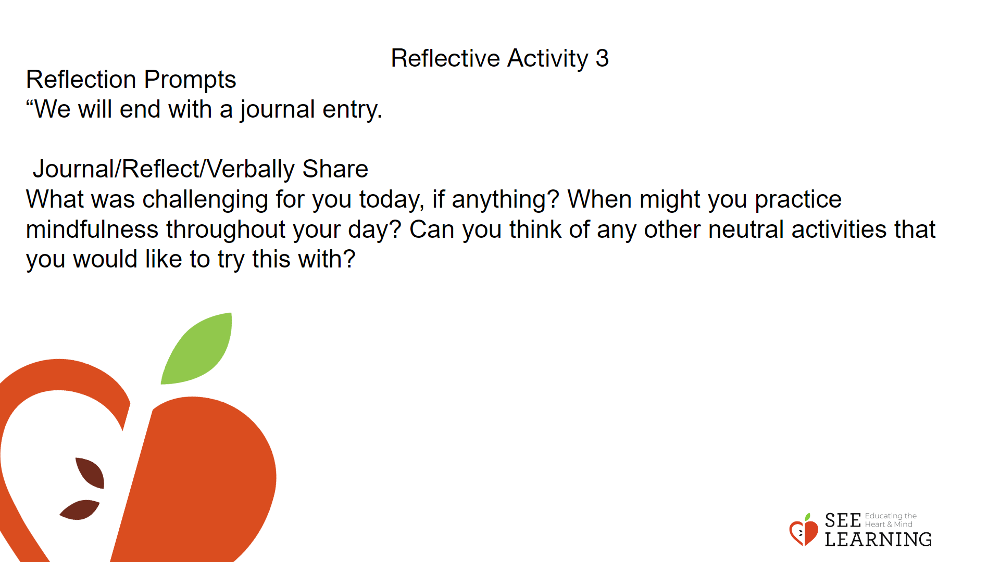 Reflective Activity 3
Reflection Prompts
“We will end with a journal entry.
Journal/Reflect/Verbally Share
What was challenging for you today, if anything? When might you practice
mindfulness throughout your day? Can you think of any other neutral activities that
you would like to try this with?
SEE Educating the
Heart & Mind
LEARNING